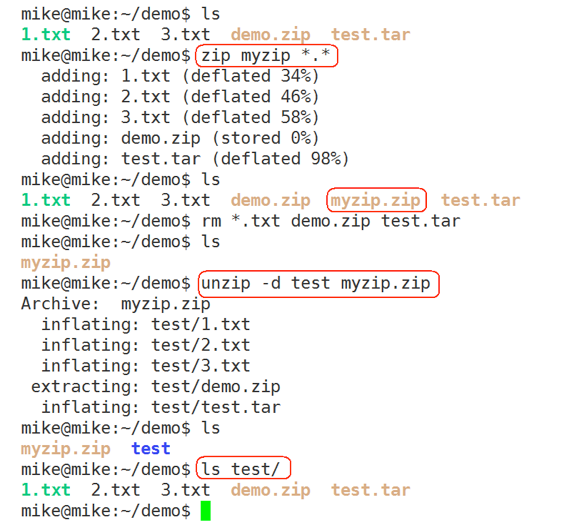 mike@mike:~/demo$ ls
1.txt  2.txt  3.txt  demo.zip  test.tar
mike@mike:~/demo$ zip myzip *.*
  adding: 1.txt (deflated 34%)
  adding: 2.txt (deflated 46%)
  adding: 3.txt (deflated 58%)
  adding: demo.zip (stored 0%)
  adding: test.tar (deflated 98%)
mike@mike:~/demo$ ls
1.txt  2.txt  3.txt  demo.zip  myzip.zip  test.tar
mike@mike:~/demo$ rm *.txt demo.zip test.tar
mike@mike:~/demo$ ls
myzip.zip
mike@mike:~/demo$ unzip -d test myzip.zip
Archive:  myzip.zip
  inflating: test/1.txt
  inflating: test/2.txt
  inflating: test/3.txt
 extracting: test/demo.zip
  inflating: test/test.tar
mike@mike:~/demo$ ls
myzip.zip  test
mike@mike:~/demo$ ls test/
1.txt  2.txt  3.txt  demo.zip  test.tar
mike@mike:~/demo$